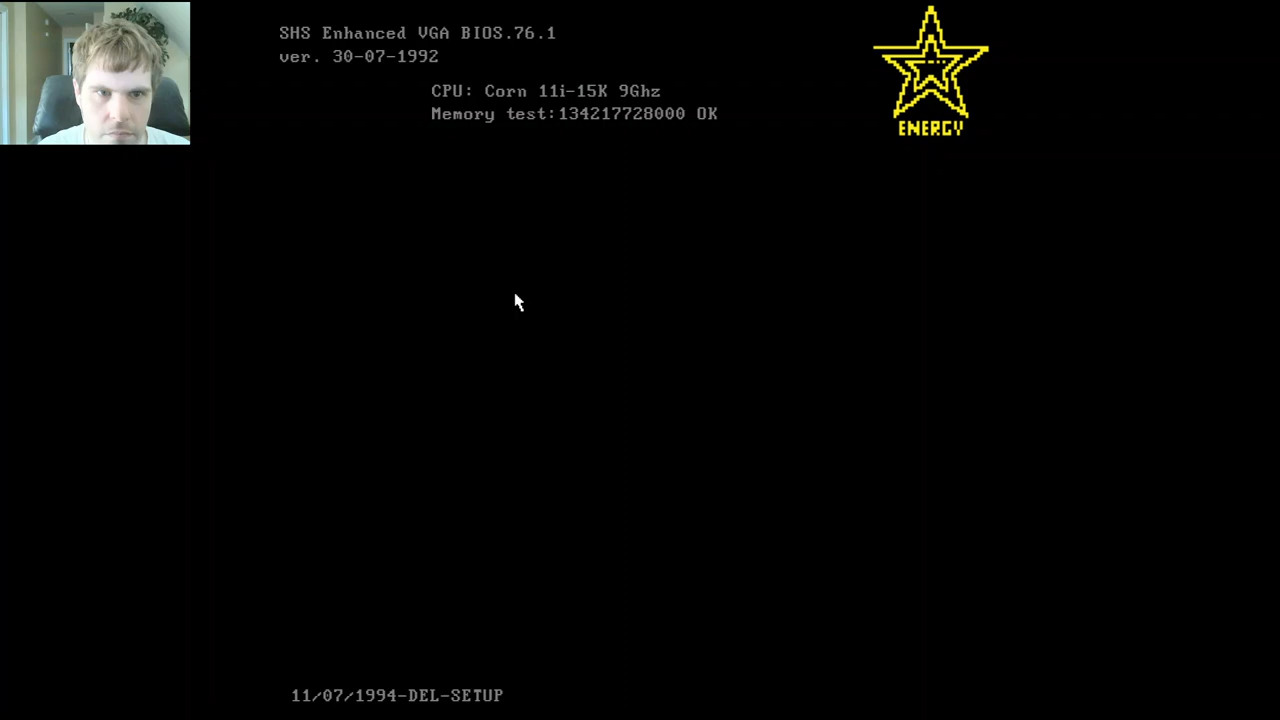 SHS Enhanced VGA BIOS.76.1
ver. 30-07-1992
CPU: Corn 11i-15K 9Ghz
Memory test:134217728000 OK
ENERGY
11/07/1994-DEL-SETUP